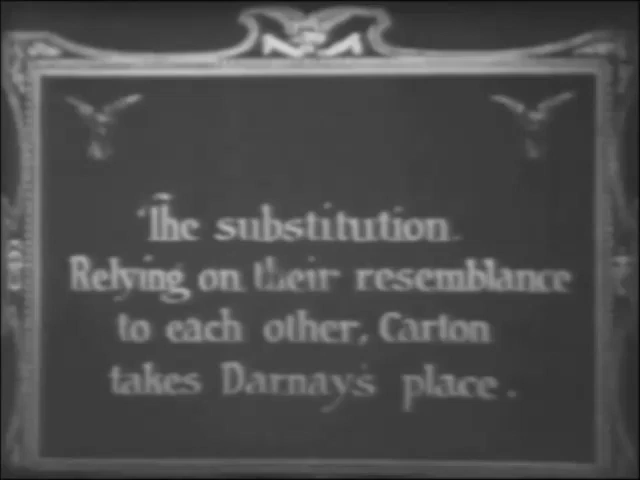 The substitution.
Relying on their resemblance
to each other, Carton
takes Darnay's place.